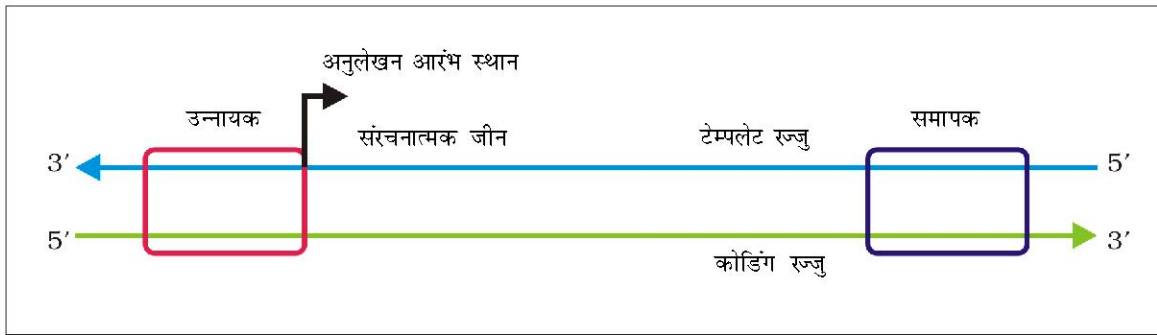 अनुलेखन आरंभ स्थान
उन्नायक
संरचनात्मक जीन
टेम्पलेट रज्जु
समापक
3′
5′
5′
3′
कोडिंग रज्जु